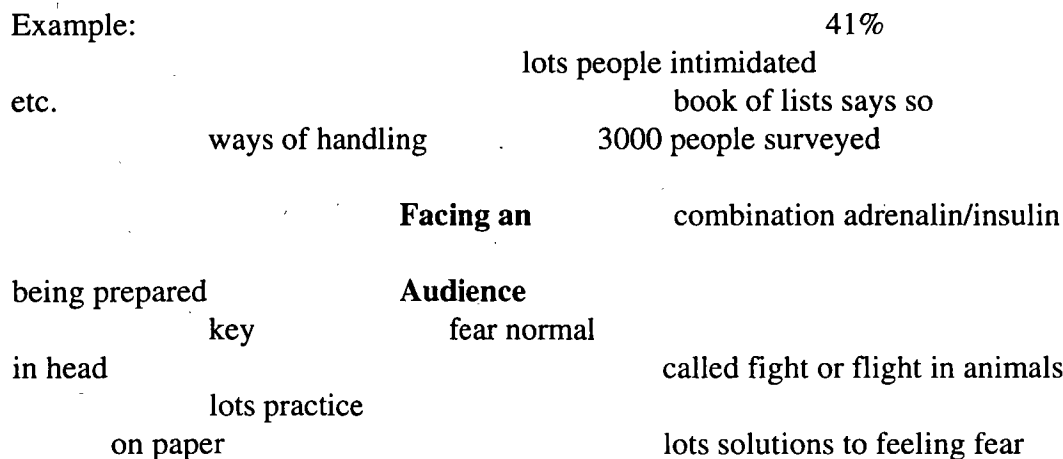 Example: 41%
lots people intimidated
etc. book of lists says so
ways of handling 3000 people surveyed
Facing an combination adrenalin/insulin
being prepared Audience
key fear normal
in head called fight or flight in animals
lots practice
on paper lots solutions to feeling fear